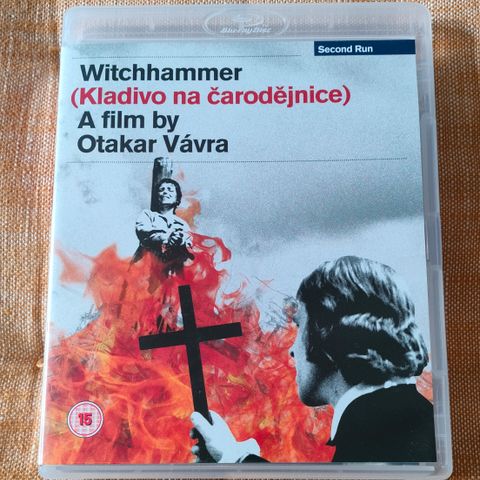 Blu-ray Disc
Second Run
Witchhammer
(Kladivo na čarodějnice)
A film by
Otakar Vávra
15